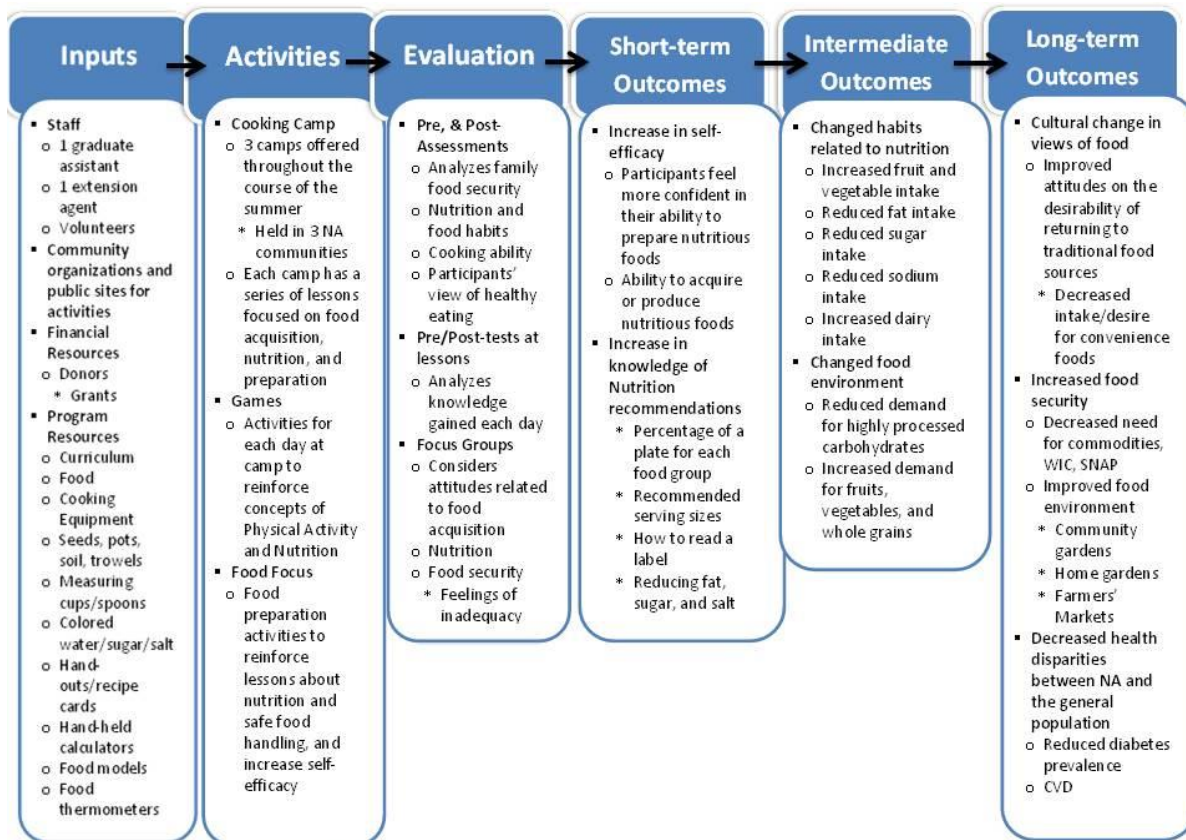 Inputs
Staff
1 graduate
assistant
1 extension
agent
Volunteers
Community
organizations and
public sites for
activities
Financial
Resources
Donors
* Grants
Program
Resources
Curriculum
Food
Cooking
Equipment
Seeds, pots,
soil, trowels
Measuring
cups/spoons
Colored
water/sugar/salt
Hand-
outs/recipe
cards
Hand-held
calculators
Food models
Food
thermometers
Activities
Cooking Camp
3 camps offered
throughout the
course of the
summer
* Held in 3 NA
communities
Each camp has a
series of lessons
focused on food
acquisition,
nutrition, and
preparation
Games
Activities for
each day at
camp to
reinforce
concepts of
Physical Activity
and Nutrition
Food Focus
Food
preparation
activities to
reinforce
lessons about
nutrition and
safe food
handling, and
increase self-
efficacy
Evaluation
Pre, & Post-
Assessments
Analyzes family
food security
Nutrition and
food habits
Cooking ability
Participants'
view of healthy
eating
Pre/Post-tests at
lessons
Analyzes
knowledge
gained each day
Focus Groups
Considers
attitudes related
to food
acquisition
Nutrition
Food security
* Feelings of
inadequacy
Short-term
Outcomes
Increase in self-
efficacy
Participants feel
more confident in
their ability to
prepare nutritious
foods
Ability to acquire
or produce
nutritious foods
Increase in
knowledge of
Nutrition
recommendations
* Percentage of a
plate for each
food group
* Recommended
serving sizes
* How to read a
label
* Reducing fat,
sugar, and salt
Intermediate
Outcomes
Changed habits
related to nutrition
Increased fruit and
vegetable intake
Reduced fat intake
Reduced sugar
intake
Reduced sodium
intake
Increased dairy
intake
Changed food
environment
Reduced demand
for highly processed
carbohydrates
Increased demand
for fruits,
vegetables, and
whole grains
Long-term
Outcomes
Cultural change in
views of food
Improved
attitudes on the
desirability of
returning to
traditional food
sources
* Decreased
intake/desire
for convenience
foods
Increased food
security
Decreased need
for commodities,
WIC, SNAP
Improved food
environment
* Community
gardens
* Home gardens
* Farmers'
Markets
Decreased health
disparities
between NA and
the general
population
Reduced diabetes
prevalence
CVD